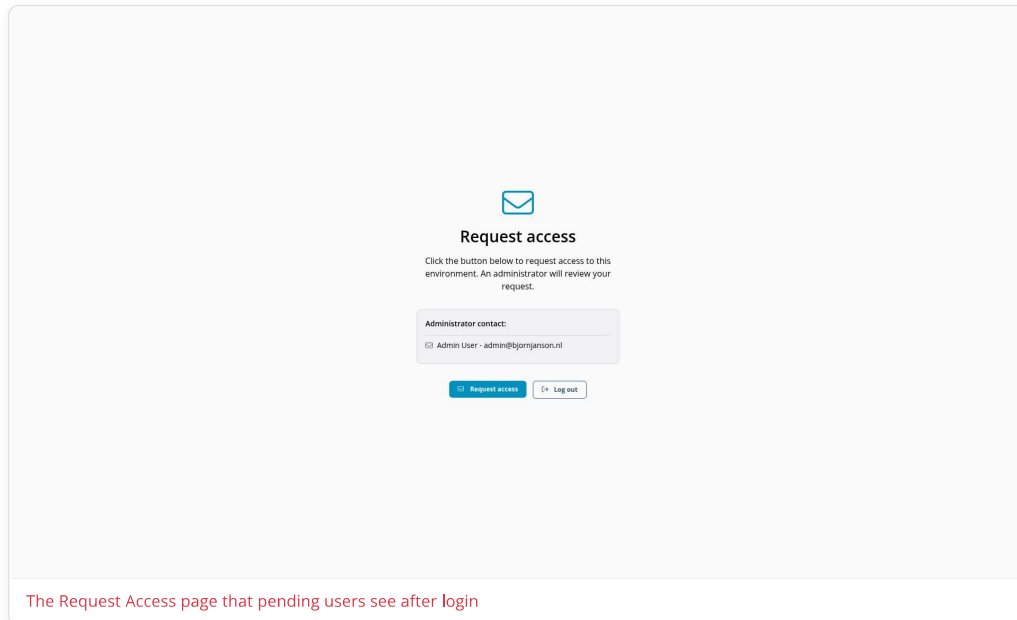 Request access
Click the button below to request access to this
environment. An administrator will review your
request.
Administrator contact:
Admin User - admin@bjornjanson.nl
Request access
Log out
The Request Access page that pending users see after login